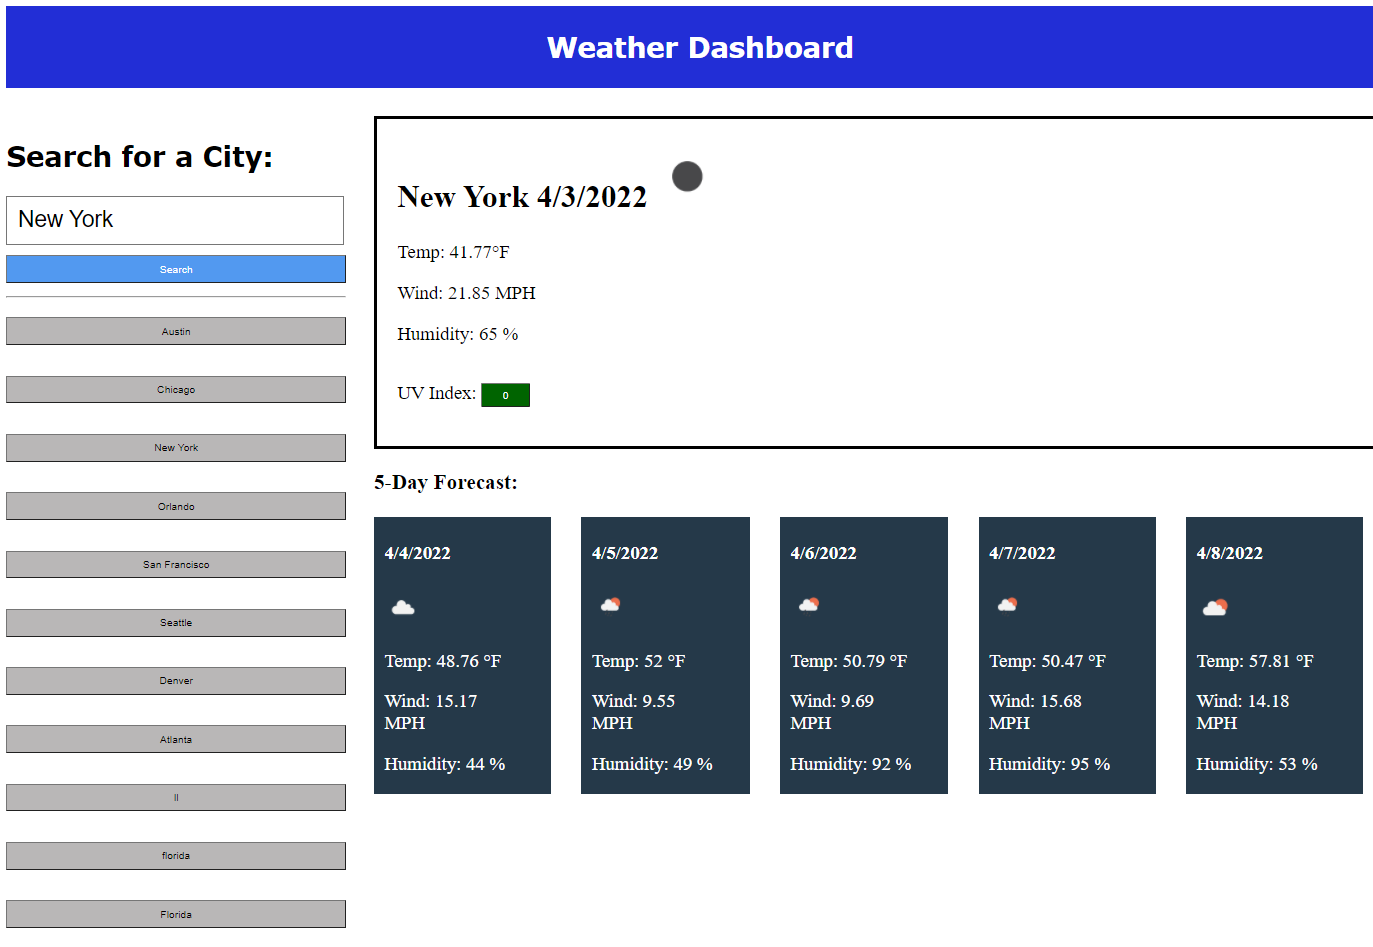 Weather Dashboard
Search for a City:
New York
Search
Austin
Chicago
New York
Orlando
San Francisco
Seattle
Denver
Atlanta
Il
florida
Florida
New York 4/3/2022
Temp: 41.77°F
Wind: 21.85 MPH
Humidity: 65 %
UV Index: 0
5-Day Forecast:
4/4/2022
Temp: 48.76 °F
Wind: 15.17
MPH
Humidity: 44 %
4/5/2022
Temp: 52 °F
Wind: 9.55
MPH
Humidity: 49 %
4/6/2022
Temp: 50.79 °F
Wind: 9.69
MPH
Humidity: 92 %
4/7/2022
Temp: 50.47 °F
Wind: 15.68
MPH
Humidity: 95 %
4/8/2022
Temp: 57.81 °F
Wind: 14.18
MPH
Humidity: 53 %